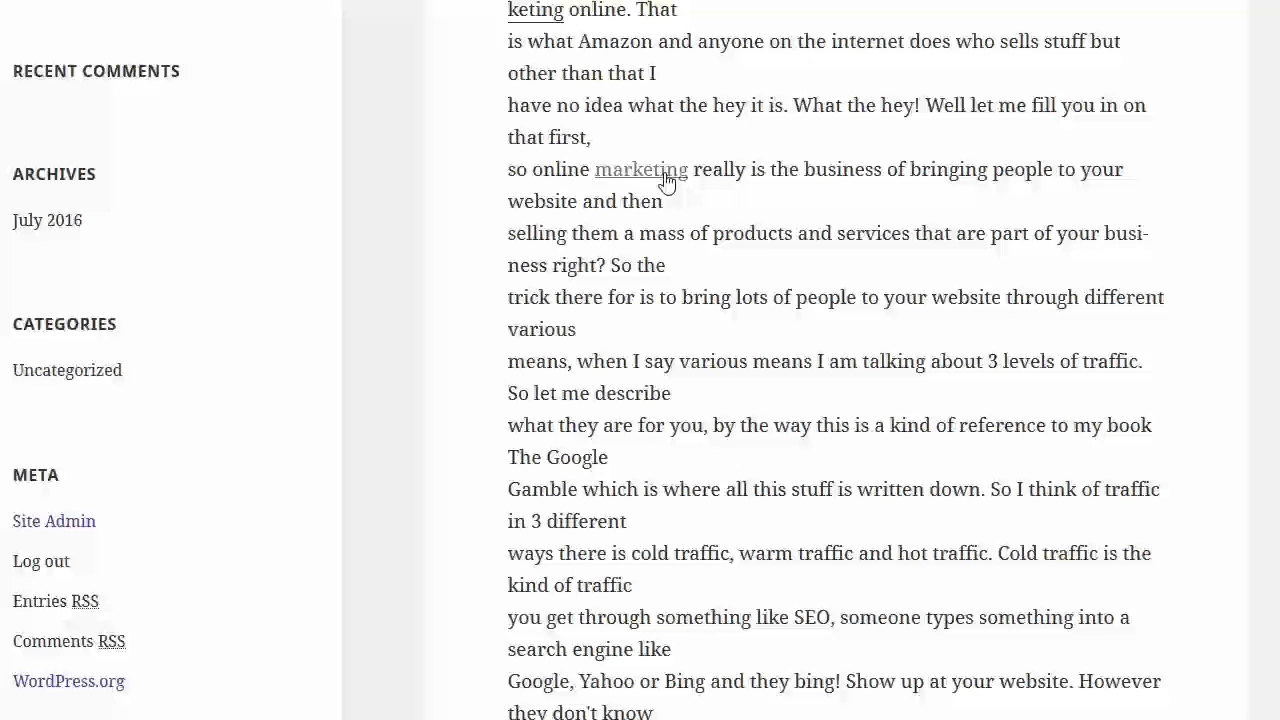 RECENT COMMENTS
ARCHIVES
July 2016
CATEGORIES
Uncategorized
META
Site Admin
Log out
Entries RSS
Comments RSS
WordPress.org
keting online. That
is what Amazon and anyone on the internet does who sells stuff but
other than that I
have no idea what the hey it is. What the hey! Well let me fill you in on
that first,
so online marketing really is the business of bringing people to your
website and then
selling them a mass of products and services that are part of your busi-
ness right? So the
trick there for is to bring lots of people to your website through different
various
means, when I say various means I am talking about 3 levels of traffic.
So let me describe
what they are for you, by the way this is a kind of reference to my book
The Google
Gamble which is where all this stuff is written down. So I think of traffic
in 3 different
ways there is cold traffic, warm traffic and hot traffic. Cold traffic is the
kind of traffic
you get through something like SEO, someone types something into a
search engine like
Google, Yahoo or Bing and they bing! Show up at your website. However
they don't know